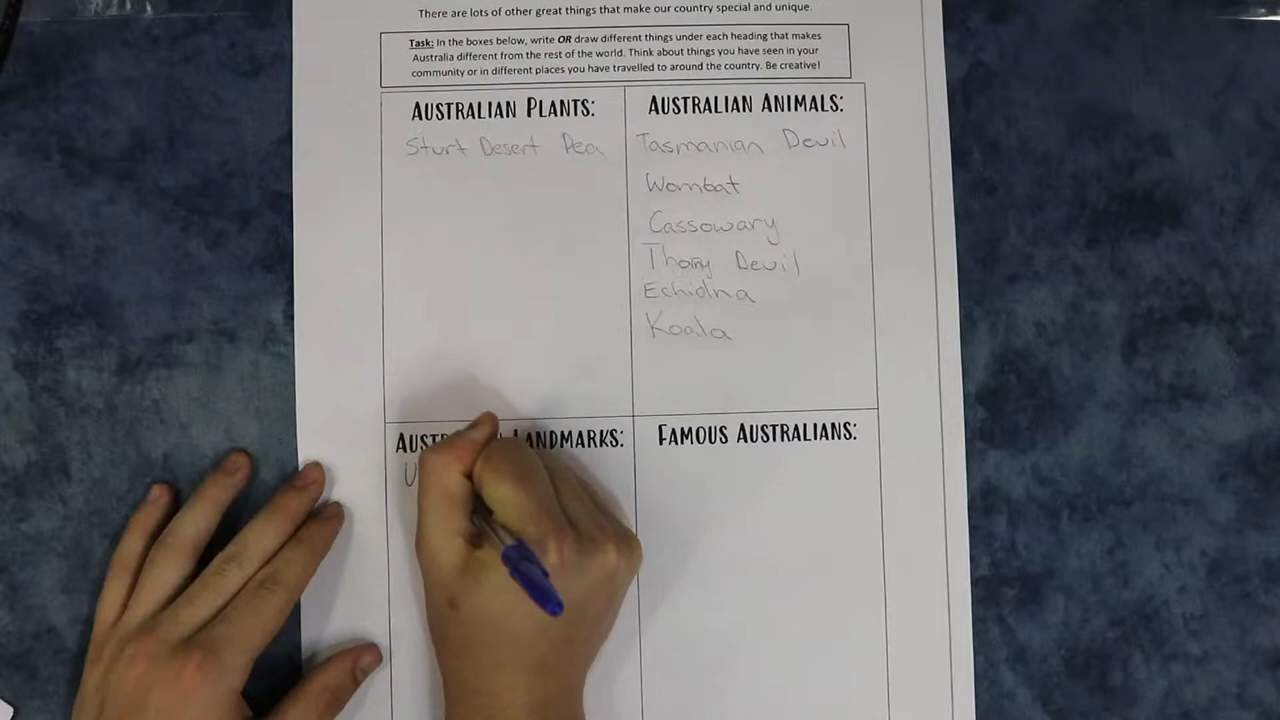 There are lots of other great things that make our country special and unique.
Task: In the boxes below, write OR draw different things under each heading that makes
Australia different from the rest of the world. Think about things you have seen in your
community or in different places you have travelled to around the country. Be creative!
AUSTRALIAN PLANTS:
Sturt Desert Pea
AUSTRALIAN ANIMALS:
Tasmanian Devil
Wombat
Cassowary
Thorny Devil
Echidna
Koala
LANDMARKS:
U
FAMOUS AUSTRALIANS: